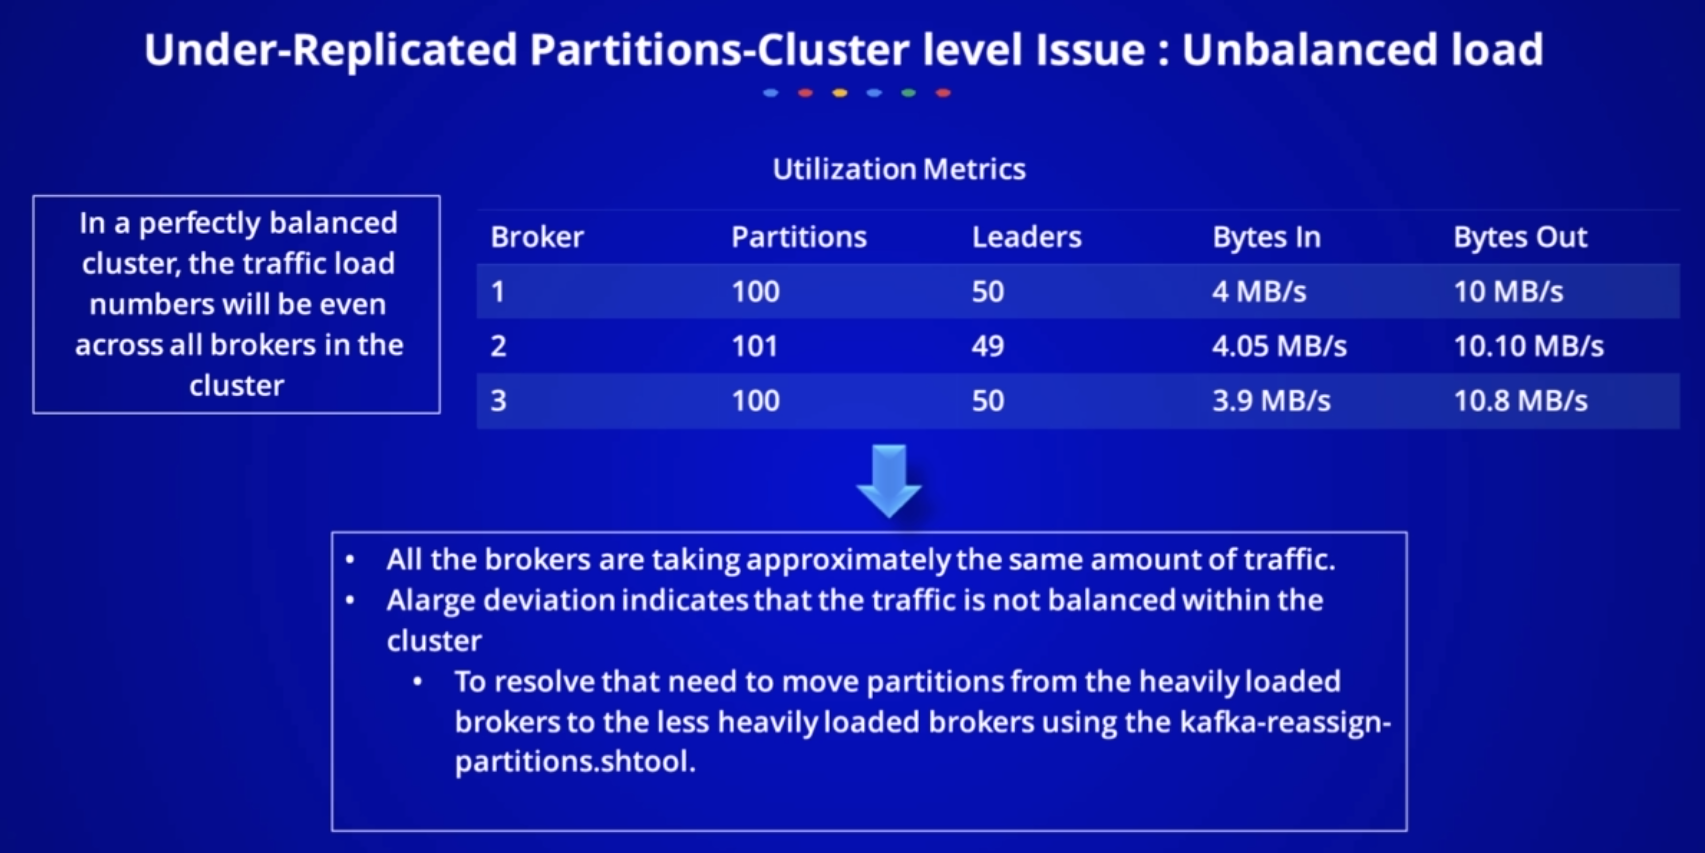 Under-Replicated Partitions-Cluster level Issue : Unbalanced load
Utilization Metrics
In a perfectly balanced
cluster, the traffic load
numbers will be even
across all brokers in the
cluster
Broker Partitions Leaders Bytes In Bytes Out
1 100 50 4 MB/s 10 MB/s
2 101 49 4.05 MB/s 10.10 MB/s
3 100 50 3.9 MB/s 10.8 MB/s
• All the brokers are taking approximately the same amount of traffic.
• Alarge deviation indicates that the traffic is not balanced within the
cluster
• To resolve that need to move partitions from the heavily loaded
brokers to the less heavily loaded brokers using the kafka-reassign-
partitions.shtool.